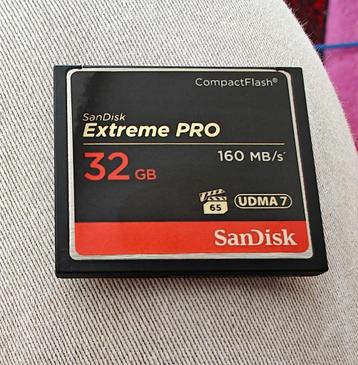 CompactFlash®
SanDisk
Extreme PRO
32 GB 160 MB/s
65 UDMA 7
SanDisk